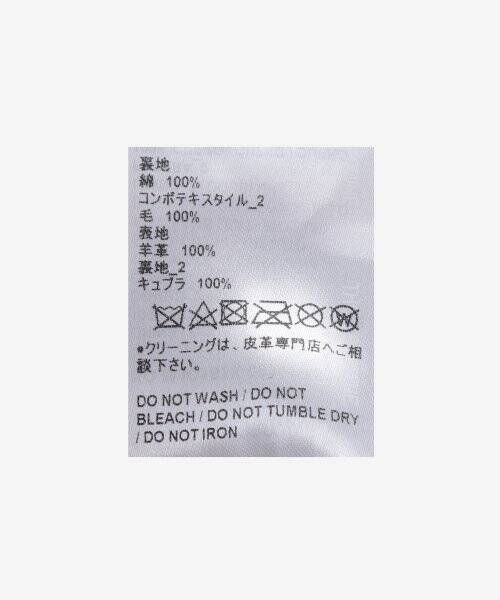 裏地
綿 100%
コンポテキスタイル_2
毛 100%
表地
羊革 100%
裏地_2
キュプラ 100%
*クリーニングは、皮革専門店へご相
談下さい。
DO NOT WASH / DO NOT
BLEACH / DO NOT TUMBLE DRY
/ DO NOT IRON